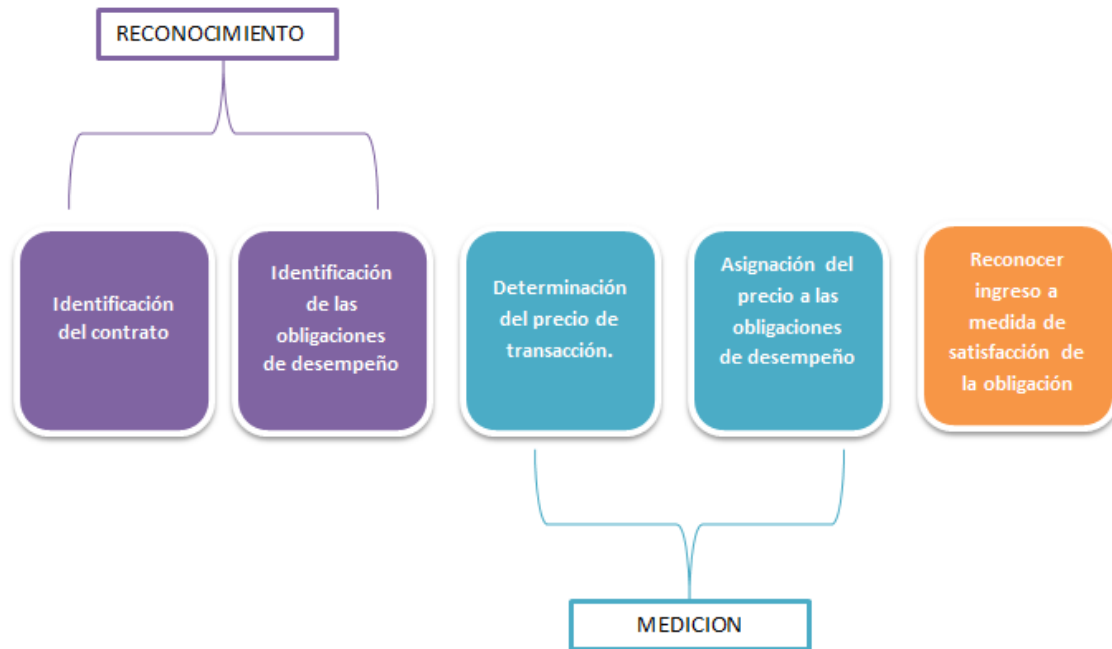 RECONOCIMIENTO
Identificación
del contrato
Identificación
de las
obligaciones
de desempeño
Determinación
del precio de
transacción.
Asignación del
precio a las
obligaciones
de desempeño
Reconocer
ingreso a
medida de
satisfacción de
la obligación
MEDICION